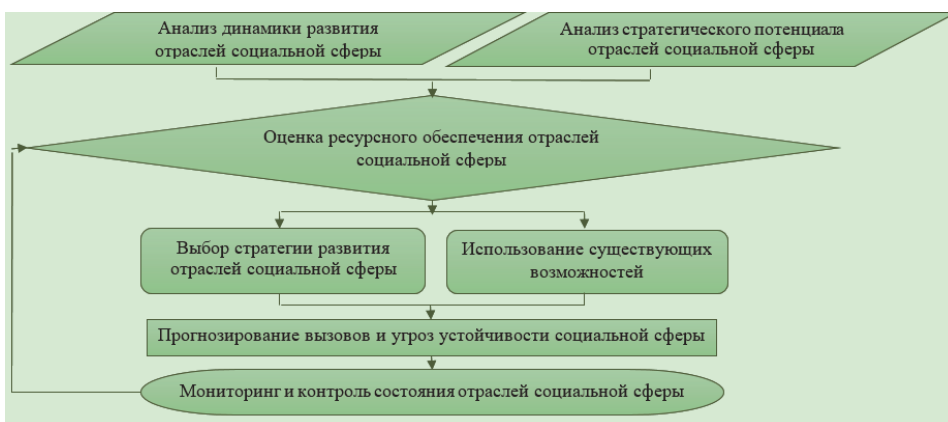 Анализ динамики развития
отраслей социальной сферы
Анализ стратегического потенциала
отраслей социальной сферы
Оценка ресурсного обеспечения отраслей
социальной сферы
Выбор стратегии развития
отраслей социальной сферы
Использование существующих
возможностей
Прогнозирование вызовов и угроз устойчивости социальной сферы
Мониторинг и контроль состояния отраслей социальной сферы